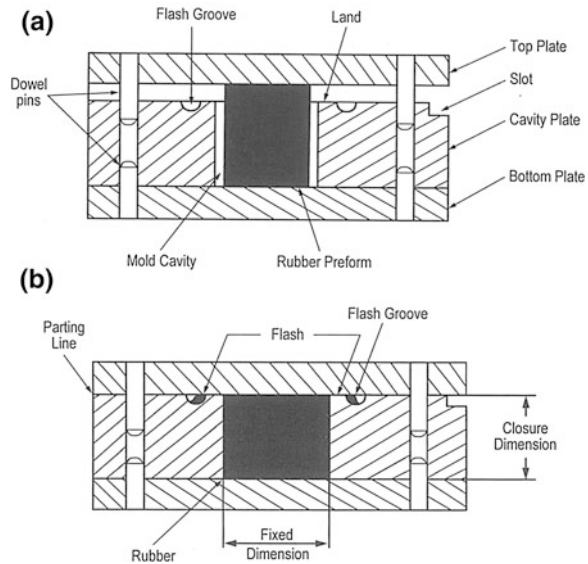 (a)
Flash Groove
Land
Top Plate
Dowel
pins
Slot
Cavity Plate
Bottom Plate
Mold Cavity
Rubber Preform
(b)
Parting
Line
Flash
Flash Groove
Closure
Dimension
Rubber
Fixed
Dimension